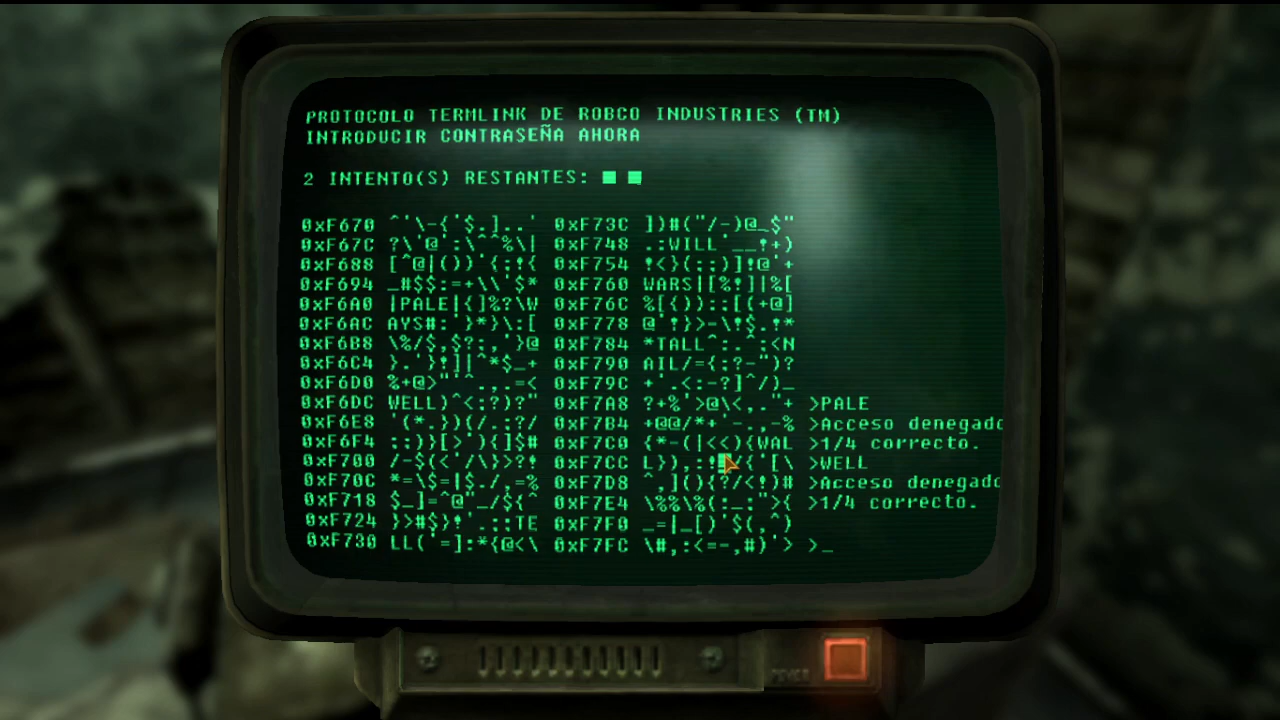 PROTOCOLO TERMLINK DE ROBCO INDUSTRIES (TM)
INTRODUCIR CONTRASEÑA AHORA
2 INTENTO(S) RESTANTES: ■ ■
0xF670 ^'\-{'$.]..' 0xF73C ])#("/-)@_$"
0xF67C ?\'@':\^^%\| 0xF748 .:WILL'__!+)
0xF688 [^@|())'{:!{ 0xF754 !<}(::)]!@'+
0xF694 _#$$:=+\\'$* 0xF760 WARS|[%!]|%[
0xF6A0 |PALE|{]%?\W 0xF76C %[{)::[(+@]
0xF6AC AYS#:'}*}\:[ 0xF778 @'!}>-\!$.!*
0xF6B8 \%/$,$?:,'}@ 0xF784 *TALL^:.^:<N
0xF6C4 }.'}!]|^*$_+ 0xF790 AIL/={:?-")?
0xF6D0 %+@>"'^.,.=< 0xF79C +'.<:-?]^/)_
0xF6DC WELL)^<:?)?" 0xF7A8 ?+%'>@\<,."+ >PALE
0xF6E8 '(*.})(/.:?/ 0xF7B4 +@@/*+'-.,-% >Acceso denegado
0xF6F4 ::)}[>'){]$# 0xF7C0 {*-(|<<){WAL >1/4 correcto.
0xF700 /-$(<'/\}>?! 0xF7CC L}),:! {'[\ >WELL
0xF70C *=\$=|$./,=% 0xF7D8 ^,](){?/<!)# >Acceso denegado
0xF718 $_]=^@"_/${^ 0xF7E4 \%%\%(:_:">{ >1/4 correcto.
0xF724 }>#$}!'.::TE 0xF7F0 _=|_[)'$(,^)
0xF730 LL('=]:*{@<\ 0xF7FC \#,:<=-,#)'> >_